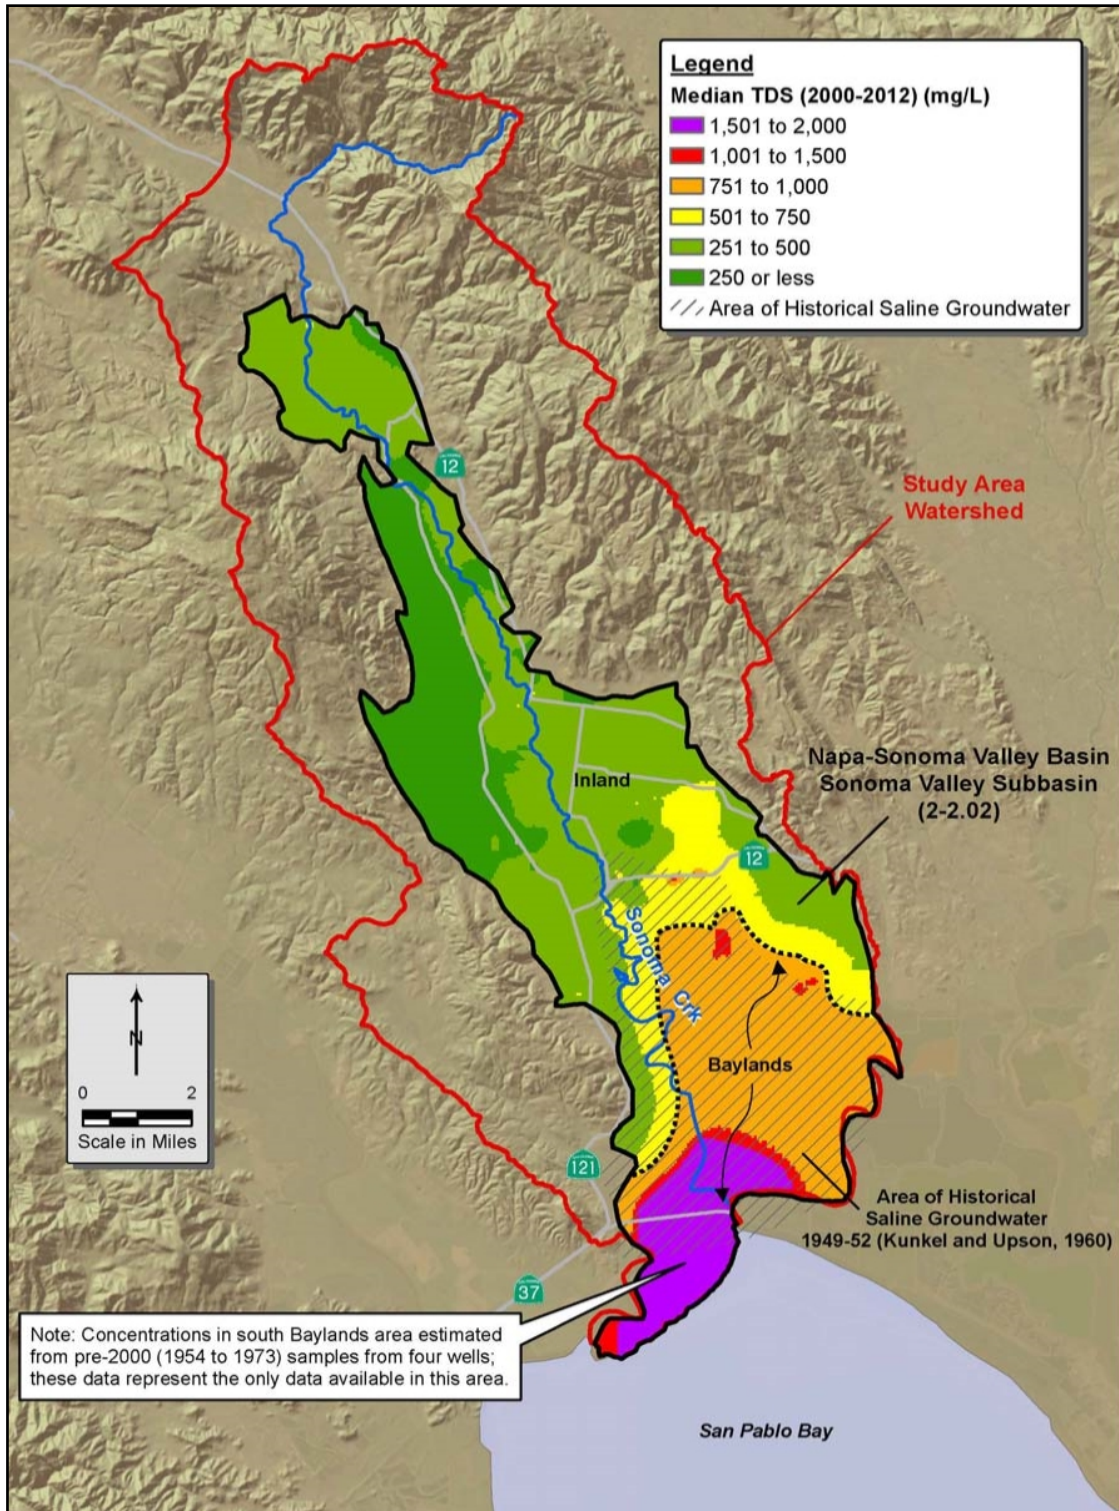 Legend
Median TDS (2000-2012) (mg/L)
1,501 to 2,000
1,001 to 1,500
751 to 1,000
501 to 750
251 to 500
250 or less
Area of Historical Saline Groundwater
12
Study Area
Watershed
Napa-Sonoma Valley Basin
Sonoma Valley Subbasin
(2-2.02)
Inland
12
Sonoma Crk
N
0 2
Scale in Miles
Baylands
121
Area of Historical
Saline Groundwater
1949-52 (Kunkel and Upson, 1960)
37
Note: Concentrations in south Baylands area estimated
from pre-2000 (1954 to 1973) samples from four wells;
these data represent the only data available in this area.
San Pablo Bay